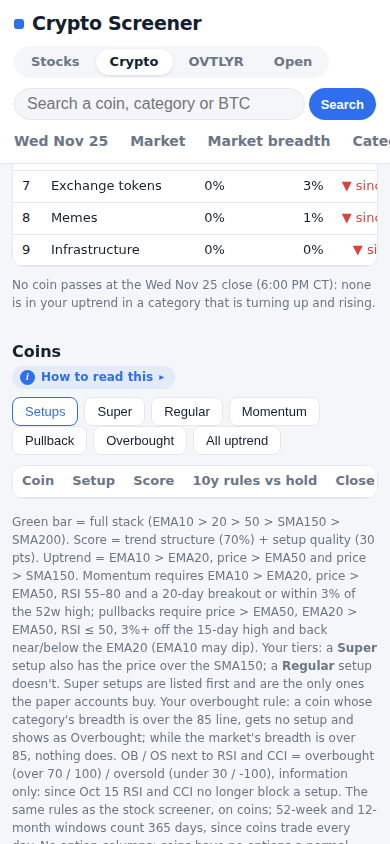 Crypto Screener
Stocks Crypto OVTLYR Open
Search a coin, category or BTC Search
Wed Nov 25 Market Market breadth Categ
7 Exchange tokens 0% 3% ▼ sinc
8 Memes 0% 1% ▼ sinc
9 Infrastructure 0% 0% ▼ si
No coin passes at the Wed Nov 25 close (6:00 PM CT): none
is in your uptrend in a category that is turning up and rising.
Coins
i How to read this ▸
Setups Super Regular Momentum
Pullback Overbought All uptrend
Coin Setup Score 10y rules vs hold Close
Green bar = full stack (EMA10 > 20 > 50 > SMA150 >
SMA200). Score = trend structure (70%) + setup quality (30
pts). Uptrend = EMA10 > EMA20, price > EMA50 and price
> SMA150. Momentum requires EMA10 > EMA20, price >
EMA50, RSI 55–80 and a 20-day breakout or within 3% of
the 52w high; pullbacks require price > EMA50, EMA20 >
EMA50, RSI ≤ 50, 3%+ off the 15-day high and back
near/below the EMA20 (EMA10 may dip). Your tiers: a Super
setup also has the price over the SMA150; a Regular setup
doesn't. Super setups are listed first and are the only ones
the paper accounts buy. Your overbought rule: a coin whose
category's breadth is over the 85 line, gets no setup and
shows as Overbought; while the market's breadth is over
85, nothing does. OB / OS next to RSI and CCI = overbought
(over 70 / 100) / oversold (under 30 / -100), information
only: since Oct 15 RSI and CCI no longer block a setup. The
same rules as the stock screener, on coins; 52-week and 12-
month windows count 365 days, since coins trade every
day. No option columns: coins have no options a normal